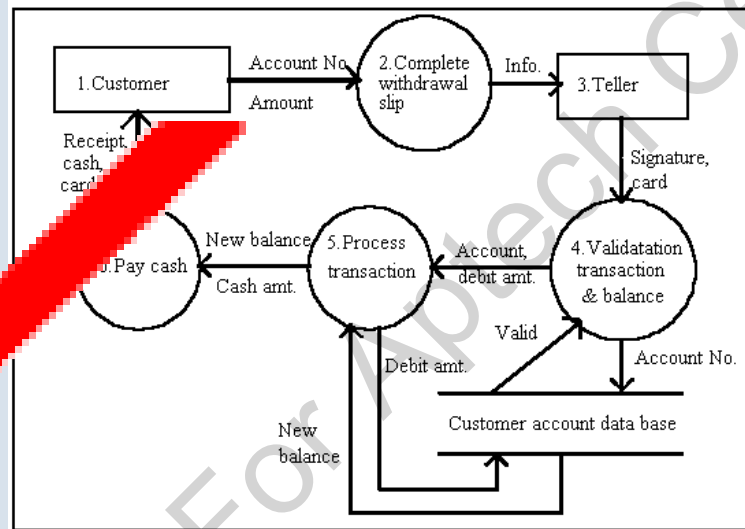 1.Customer
Account No
Amount
2.Complete
withdrawal
slip
Info.
3.Teller
Receipt,
cash,
card
Signature,
card
Pay cash
New balance
Cash amt.
5.Process
transaction
Account,
debit amt.
4.Validatation
transaction
& balance
Valid
Debit amt.
Account No.
New
balance
Customer account data base
For Aptech Ce